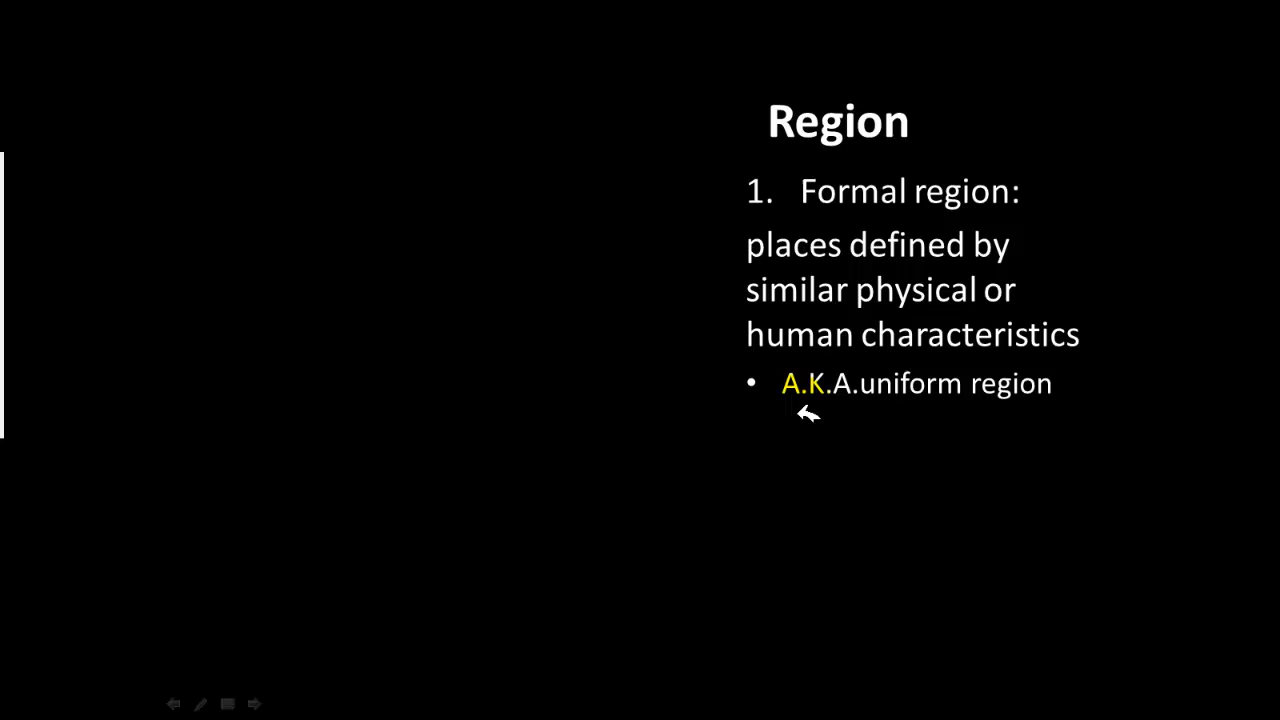 Region
1. Formal region:
places defined by
similar physical or
human characteristics
• A.K.A.uniform region